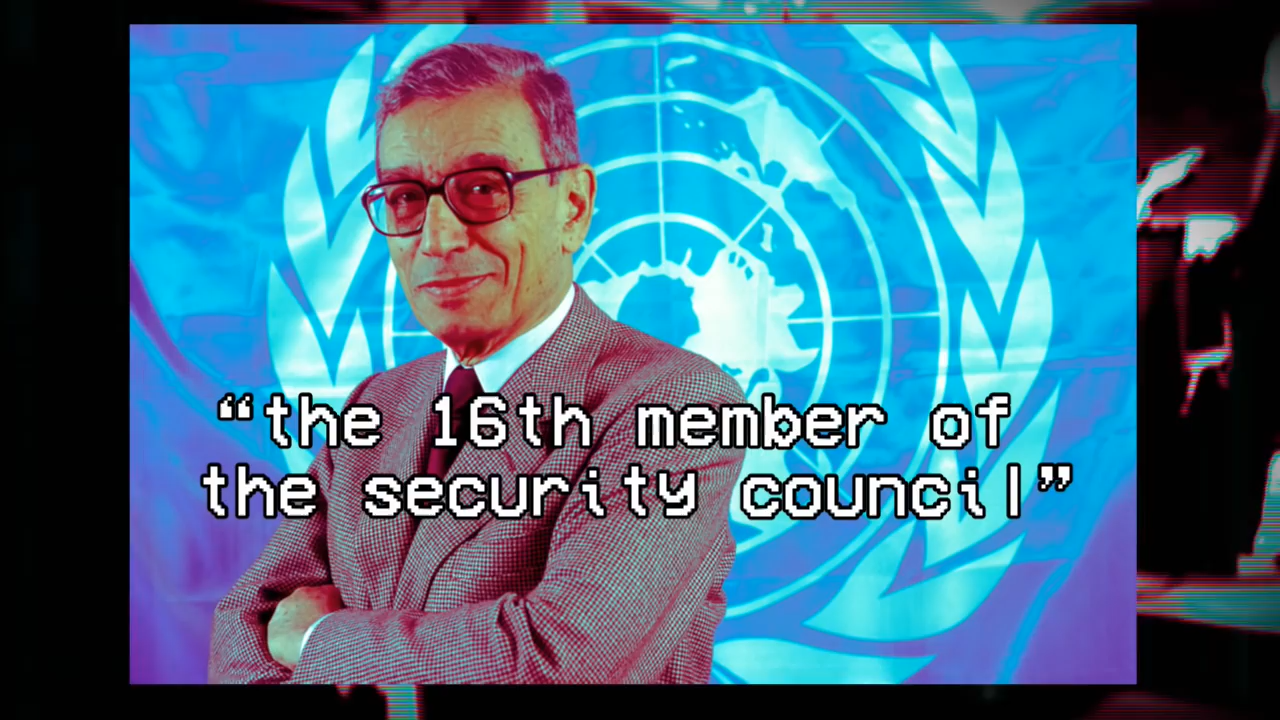 “the 16th member of
the security council”